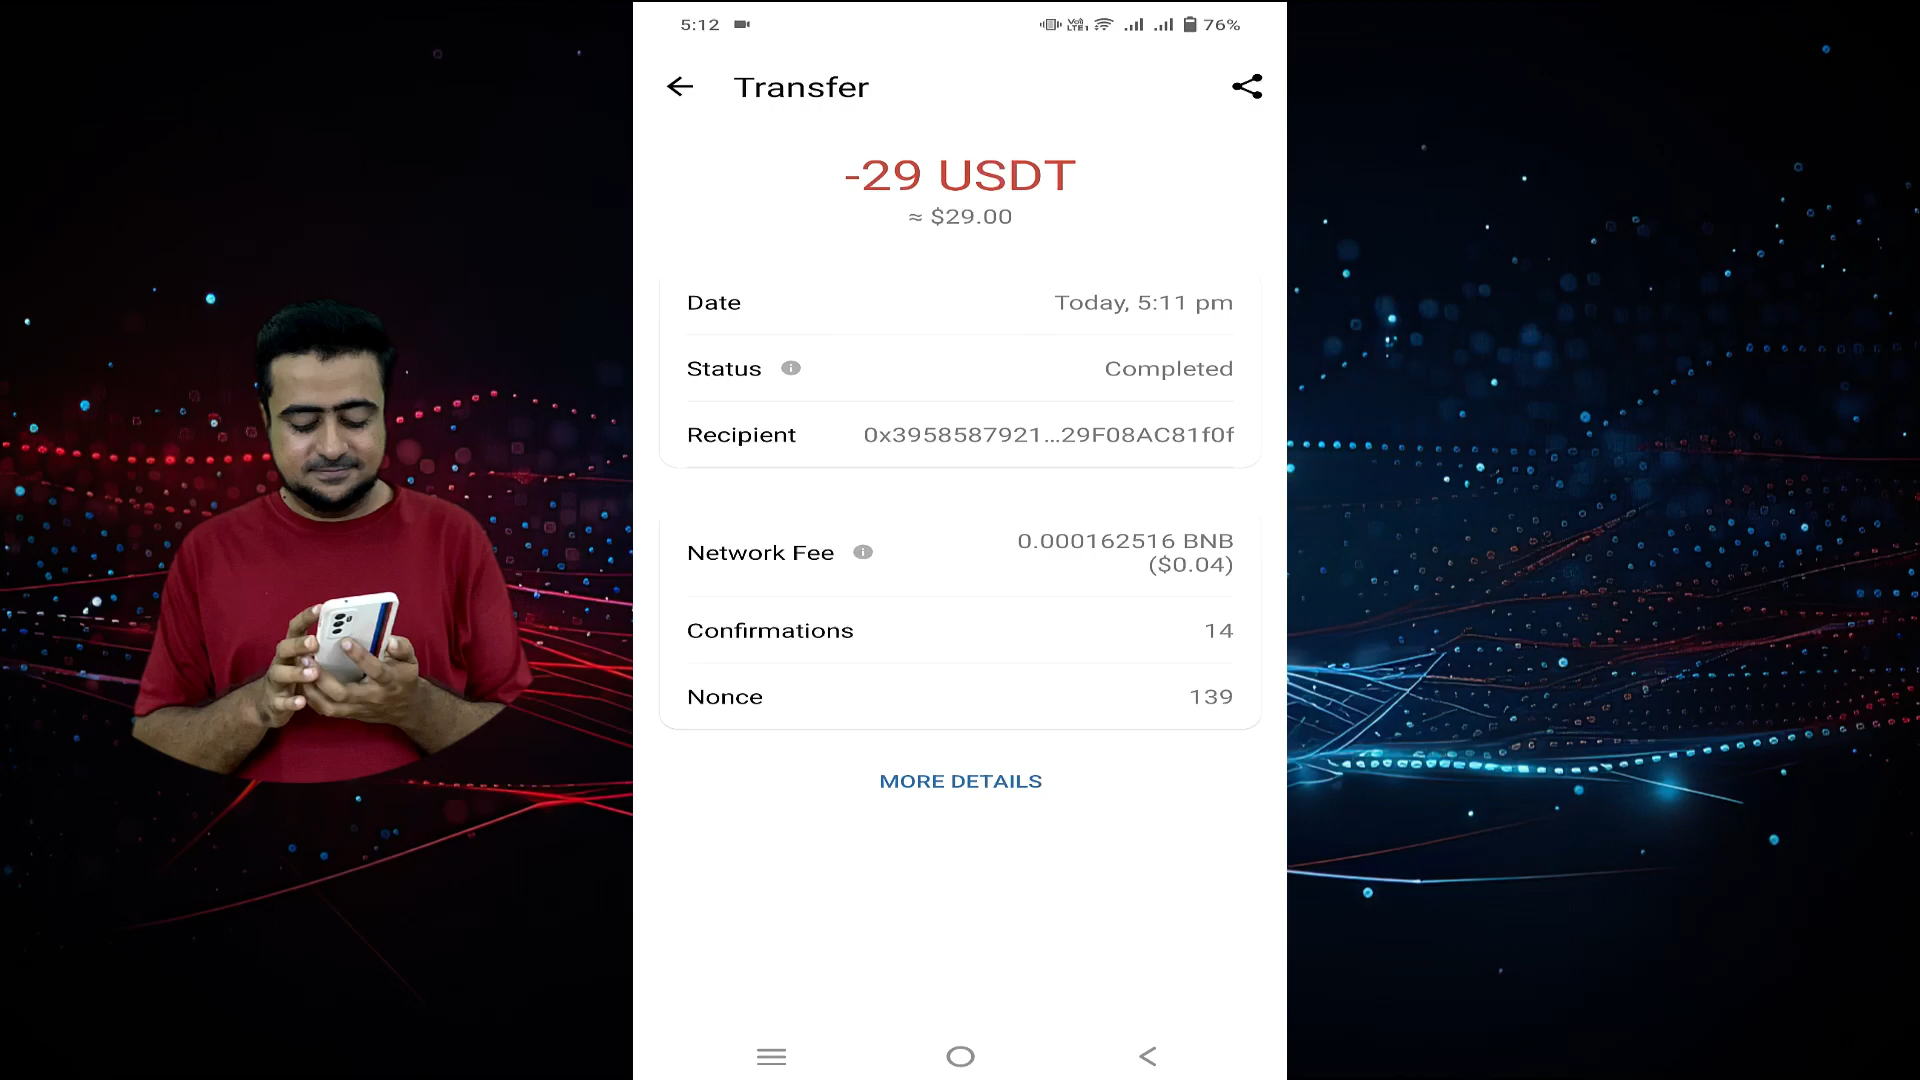 5:12 76%
Transfer
-29 USDT
≈ $29.00
Date Today, 5:11 pm
Status Completed
Recipient 0x3958587921...29F08AC81f0f
Network Fee 0.000162516 BNB
($0.04)
Confirmations 14
Nonce 139
MORE DETAILS